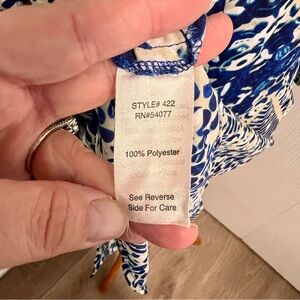 STYLE# 422
RN#54077
100% Polyester
See Reverse
Side For Care